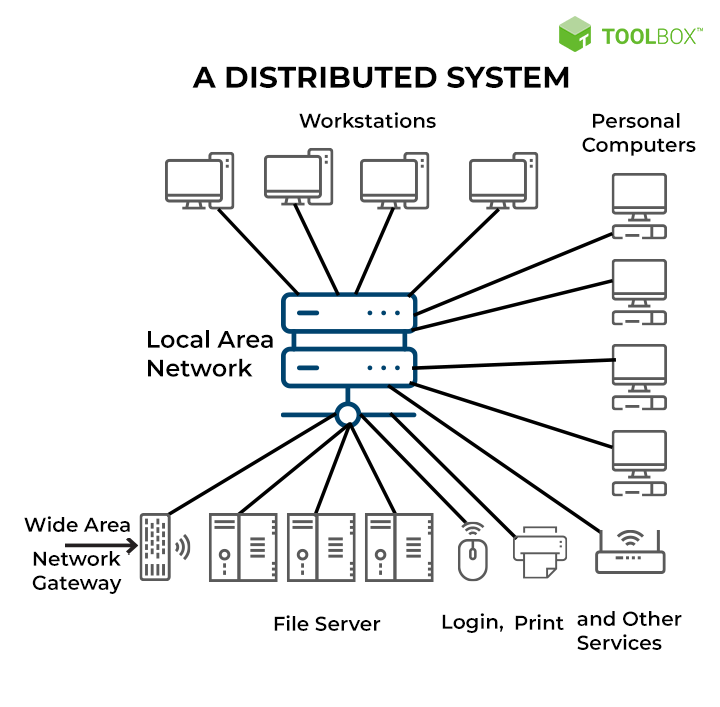 TOOLBOX™
A DISTRIBUTED SYSTEM
Workstations
Personal
Computers
Local Area
Network
Wide Area
Network
Gateway
File Server
Login, Print and Other
Services